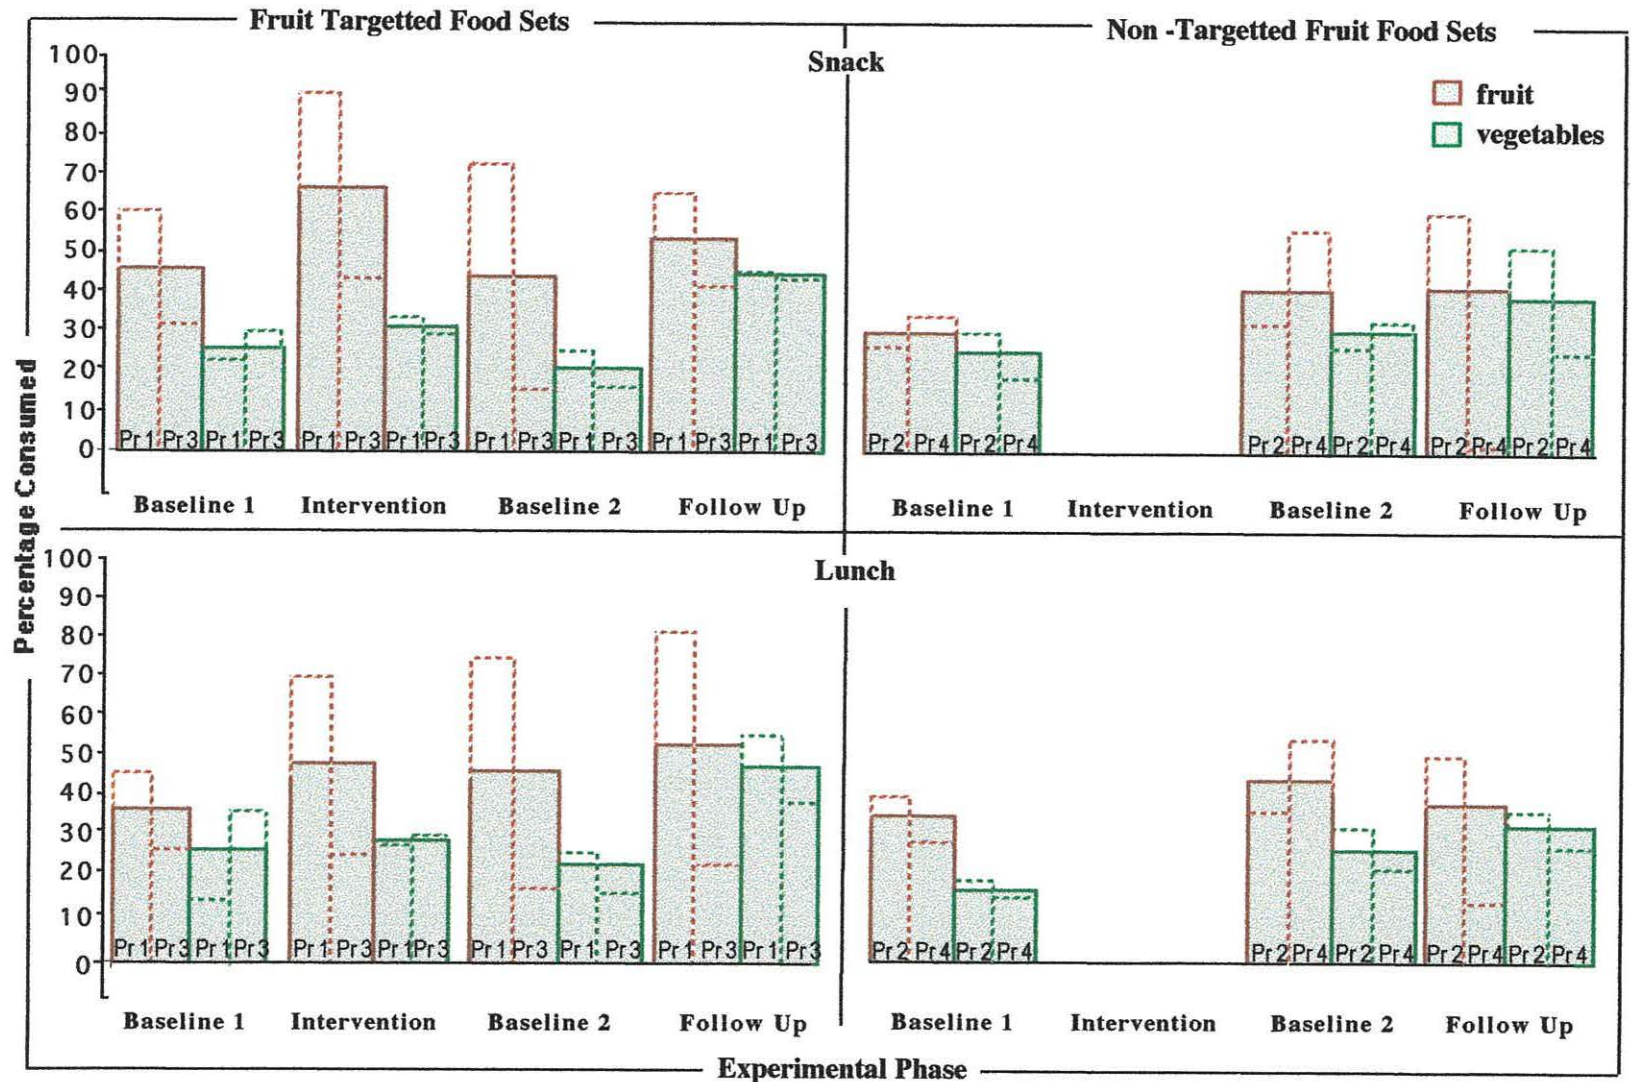 Fruit Targetted Food Sets
Non -Targetted Fruit Food Sets
Snack
fruit
vegetables
100
90
80
70
60
50
40
30
20
10
0
Pr 1 Pr 3 Pr 1 Pr 3 Pr 1 Pr 3 Pr 1 Pr 3 Pr 1 Pr 3 Pr 1 Pr 3 Pr 1 Pr 3 Pr 1 Pr 3
Pr 2 Pr 4 Pr 2 Pr 4 Pr 2 Pr 4 Pr 2 Pr 4 Pr 2 Pr 4 Pr 2 Pr 4
Baseline 1 Intervention Baseline 2 Follow Up
Baseline 1 Intervention Baseline 2 Follow Up
Percentage Consumed
Lunch
100
90
80
70
60
50
40
30
20
10
0
Pr 1 Pr 3 Pr 1 Pr 3 Pr 1 Pr 3 Pr 1 Pr 3 Pr 1 Pr 3 Pr 1 Pr 3 Pr 1 Pr 3 Pr 1 Pr 3
Pr 2 Pr 4 Pr 2 Pr 4 Pr 2 Pr 4 Pr 2 Pr 4 Pr 2 Pr 4 Pr 2 Pr 4
Baseline 1 Intervention Baseline 2 Follow Up
Baseline 1 Intervention Baseline 2 Follow Up
Experimental Phase